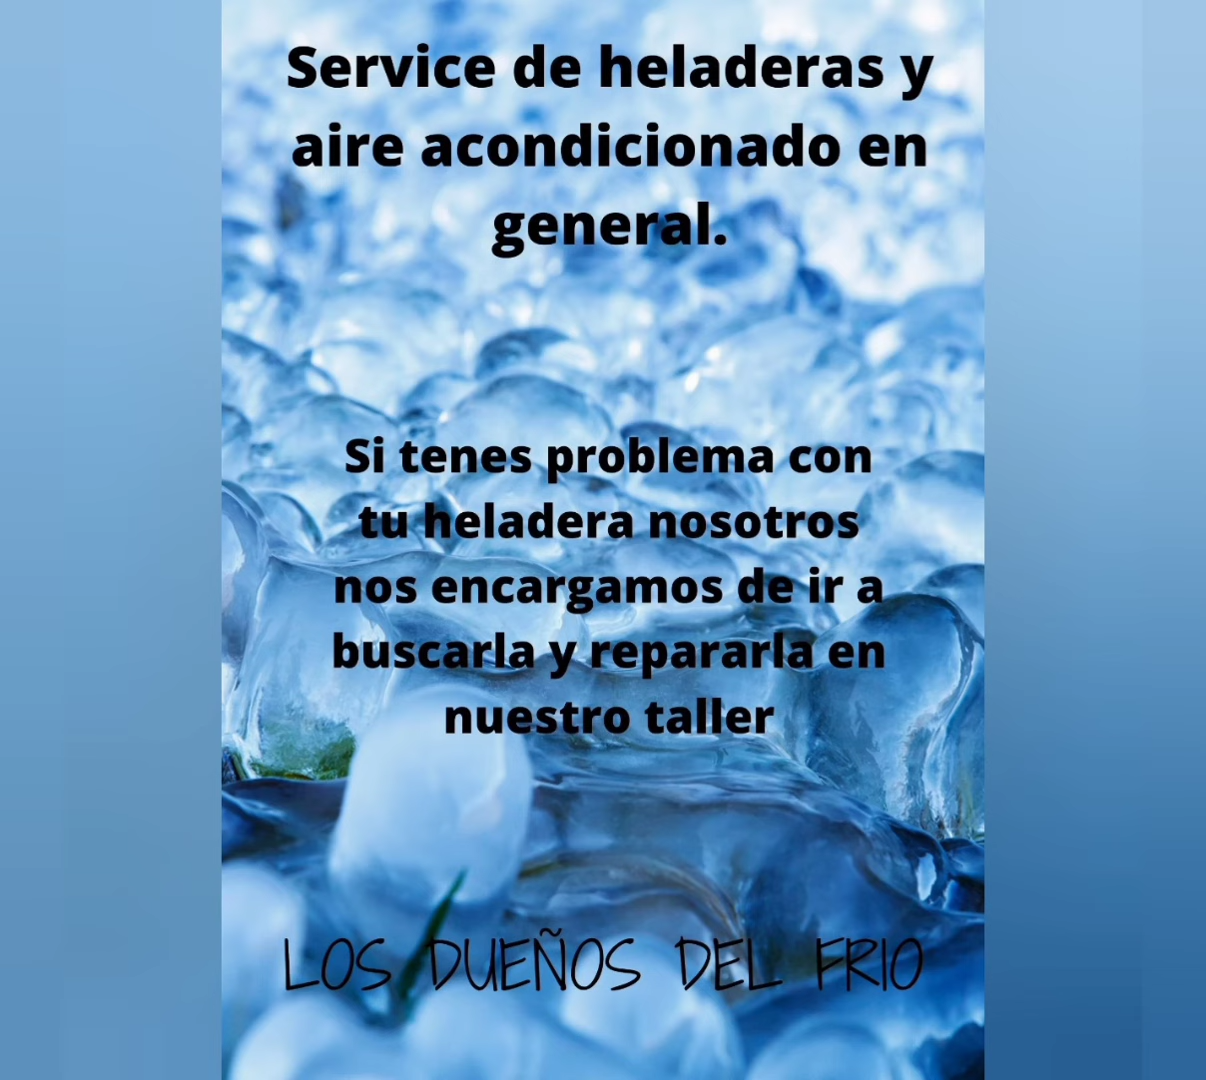 Service de heladeras y
aire acondicionado en
general.
Si tenes problema con
tu heladera nosotros
nos encargamos de ir a
buscarla y repararla en
nuestro taller
LOS DUEÑOS DEL FRIO